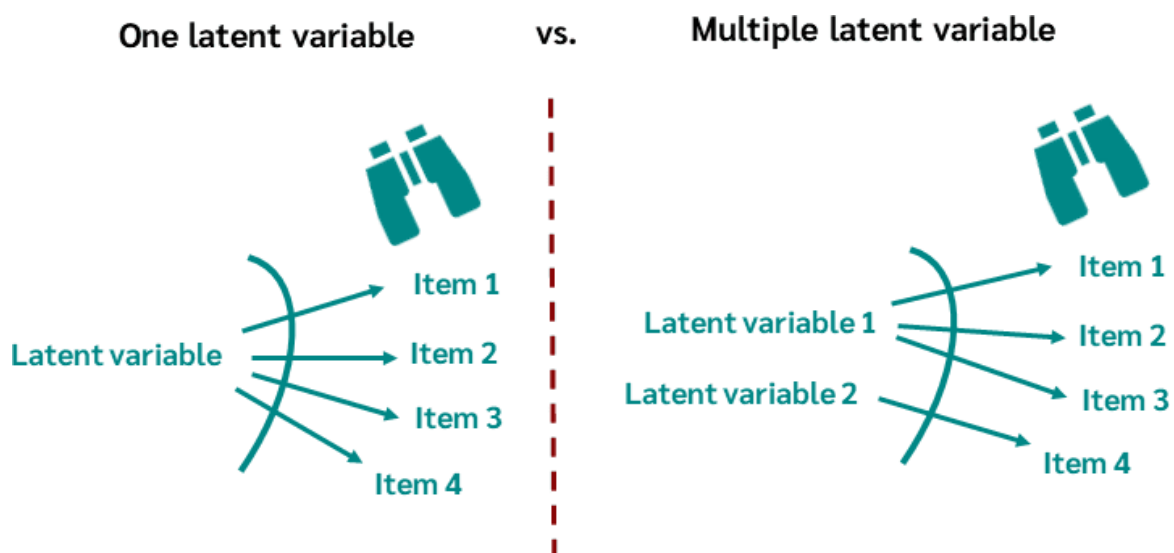 One latent variable vs. Multiple latent variable
Item 1
Latent variable
Item 2
Item 3
Item 4
Item 1
Latent variable 1
Item 2
Latent variable 2
Item 3
Item 4